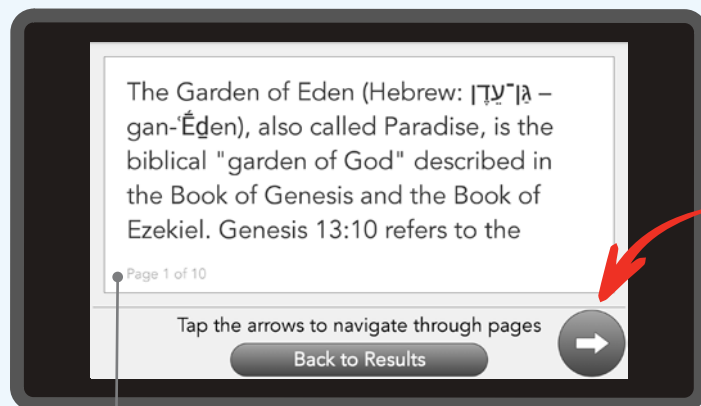 The Garden of Eden (Hebrew: גַּן־עֵדֶן –
gan-ʿḖḏen), also called Paradise, is the
biblical "garden of God" described in
the Book of Genesis and the Book of
Ezekiel. Genesis 13:10 refers to the
Page 1 of 10
Tap the arrows to navigate through pages
Back to Results